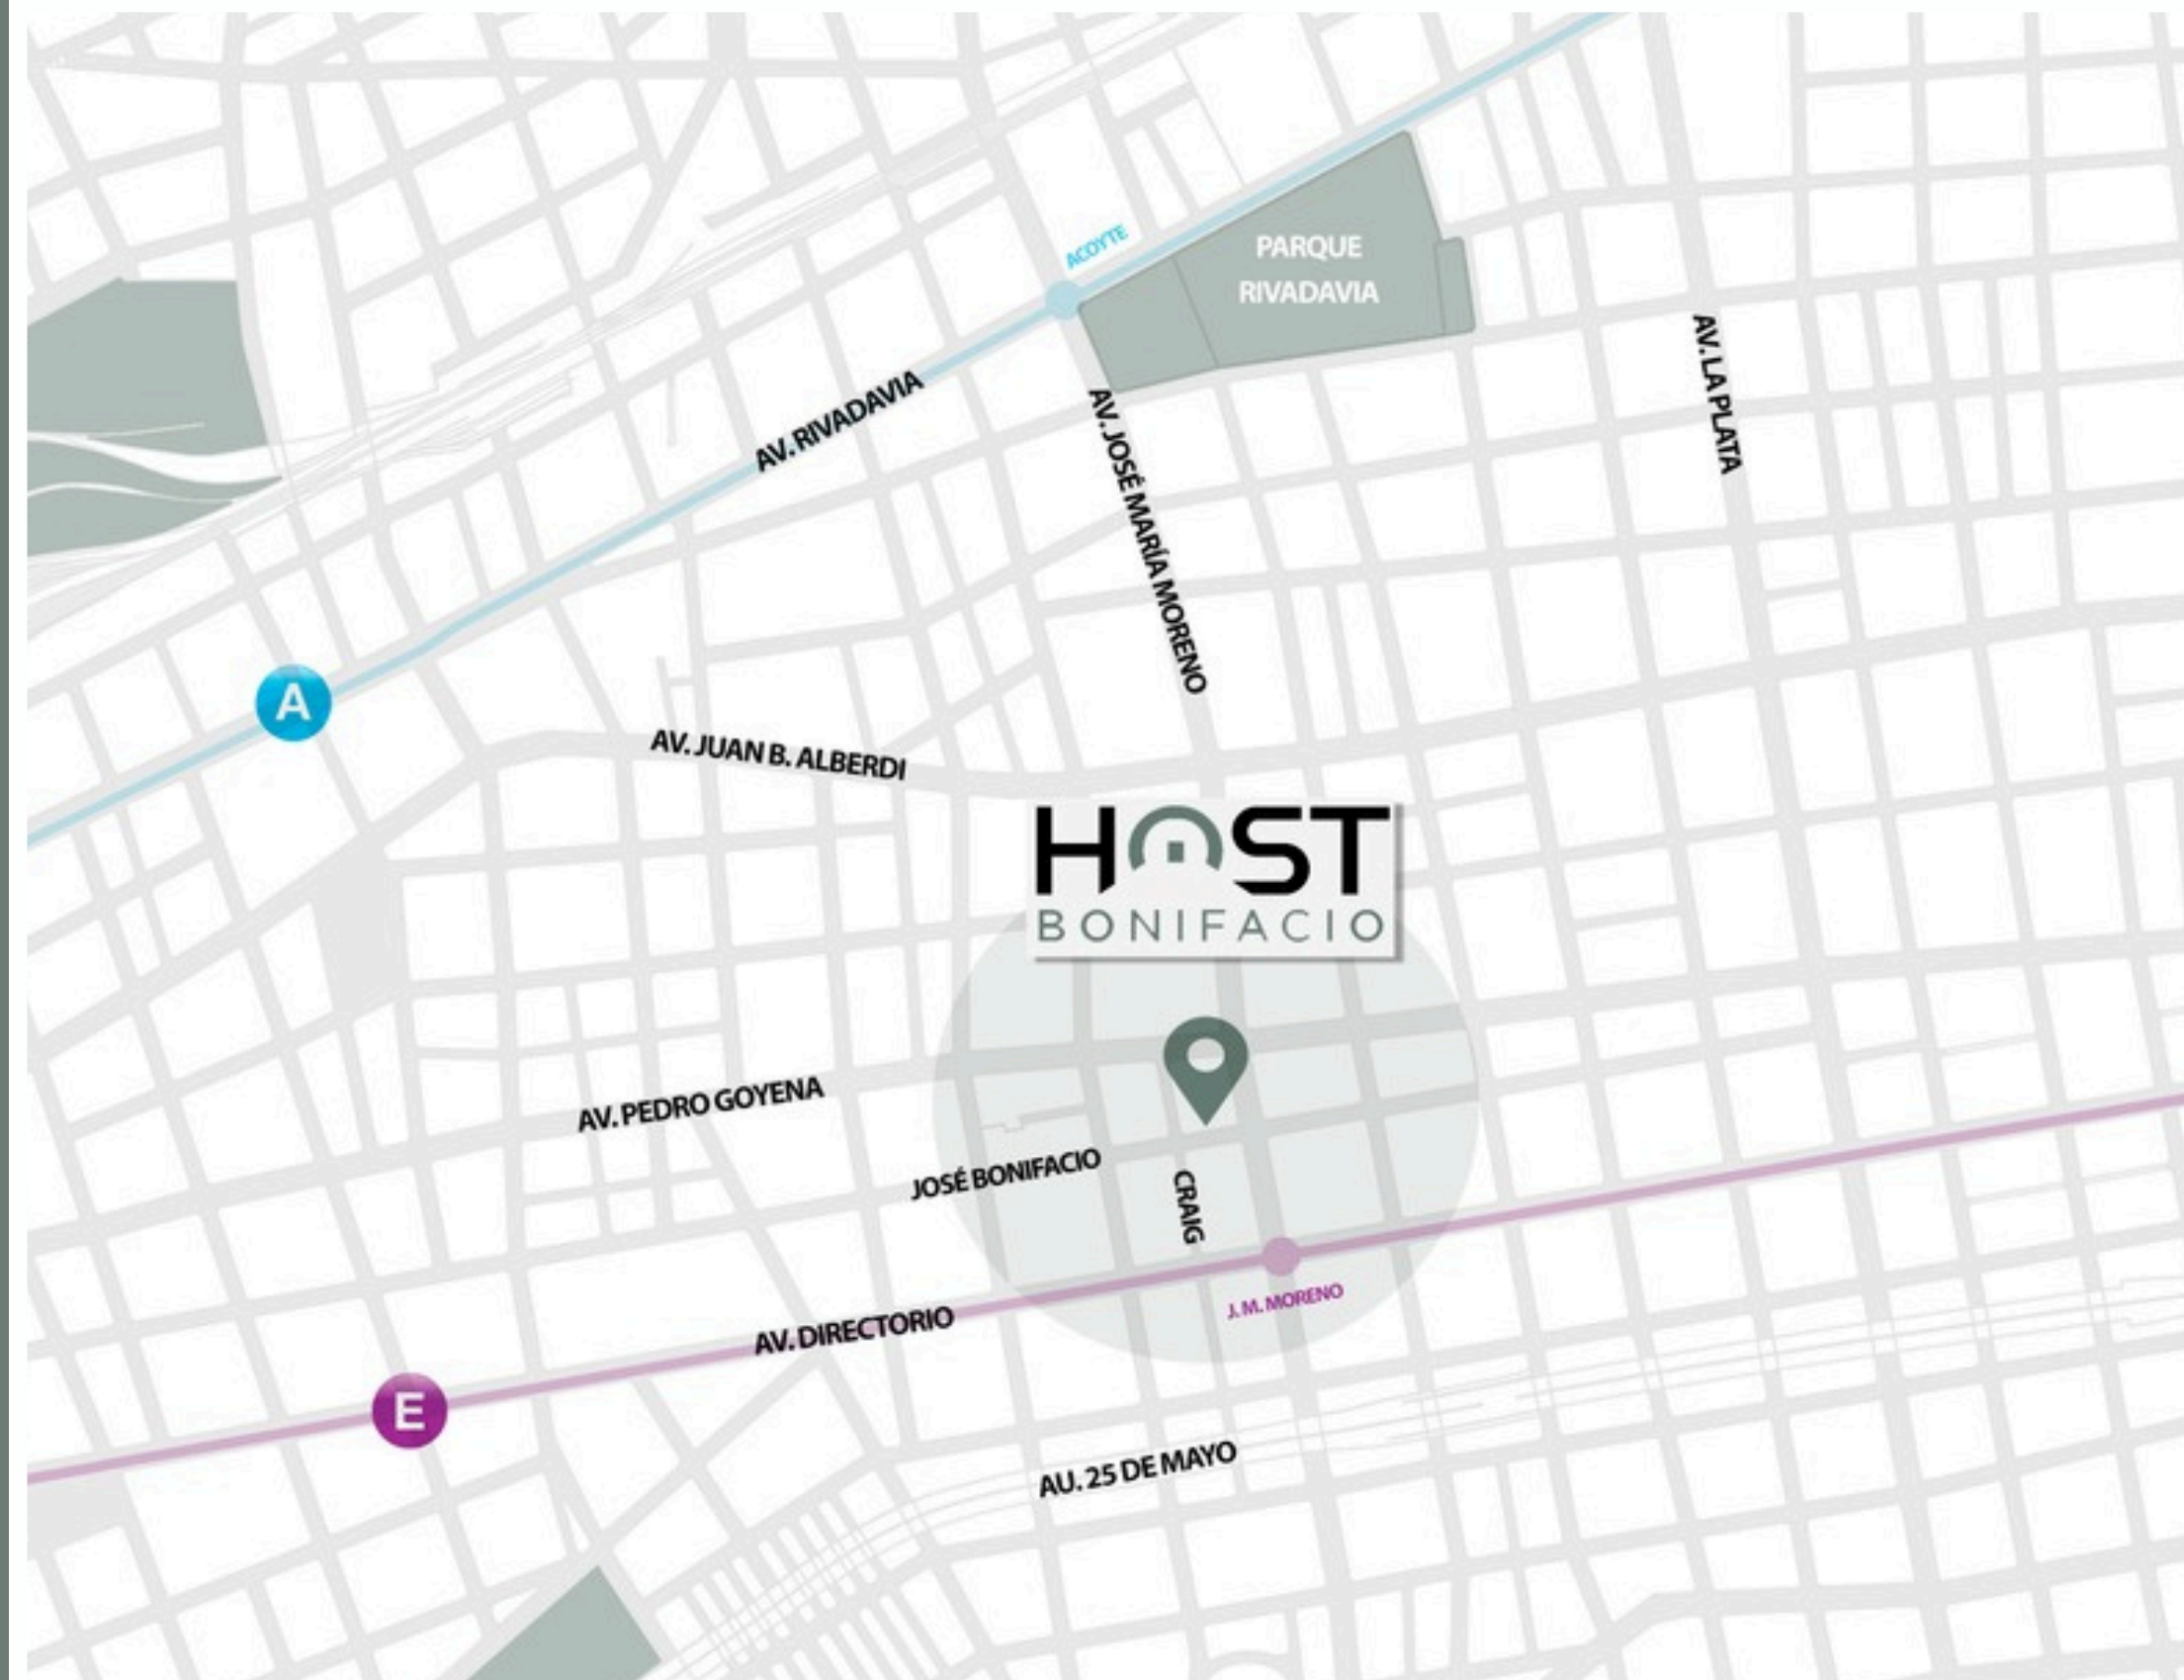 ACOYTE
PARQUE
RIVADAVIA
AV. LA PLATA
AV. RIVADAVIA
AV. JOSÉ MARÍA MORENO
A
AV. JUAN B. ALBERDI
HOST
BONIFACIO
AV. PEDRO GOYENA
JOSÉ BONIFACIO
CRAIG
AV. DIRECTORIO
J. M. MORENO
E
AU. 25 DE MAYO